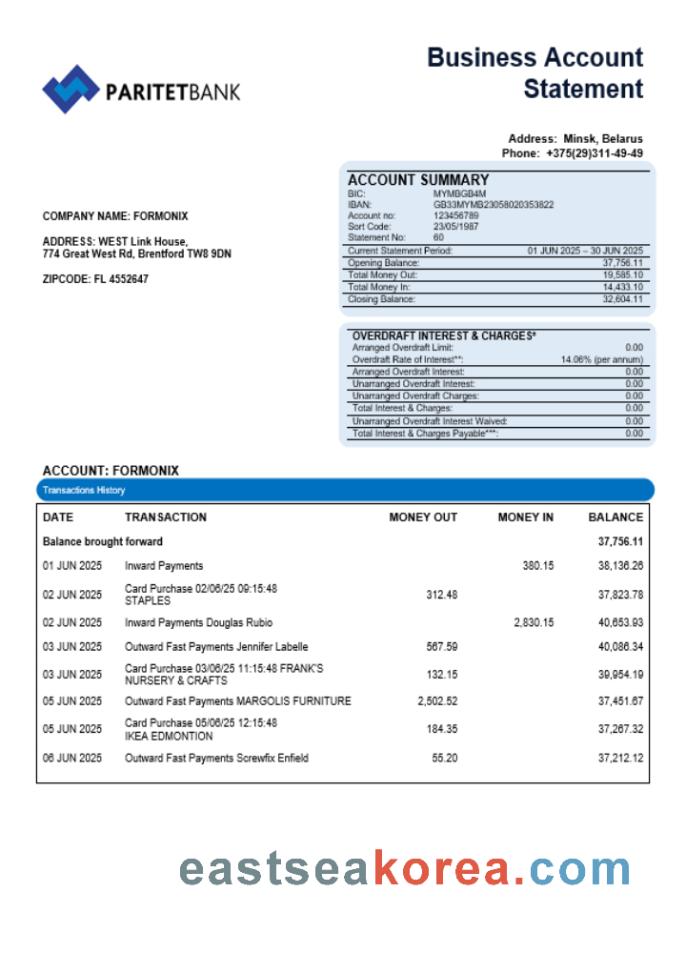 Business Account
Statement
PARITETBANK
Address: Minsk, Belarus
Phone: +375(29)311-49-49
COMPANY NAME: FORMONIX
ADDRESS: WEST Link House,
774 Great West Rd, Brentford TW8 9DN
ZIPCODE: FL 4552647
ACCOUNT SUMMARY
BIC: MYMBGB4M
IBAN: GB33MYMB23058020353822
Account no: 123456789
Sort Code: 23/05/1987
Statement No: 60
Current Statement Period: 01 JUN 2025 – 30 JUN 2025
Opening Balance: 37,756.11
Total Money Out: 19,585.10
Total Money In: 14,433.10
Closing Balance: 32,604.11
OVERDRAFT INTEREST & CHARGES*
Arranged Overdraft Limit: 0.00
Overdraft Rate of Interest**: 14.06% (per annum)
Arranged Overdraft Interest: 0.00
Unarranged Overdraft Interest: 0.00
Unarranged Overdraft Charges: 0.00
Total Interest & Charges: 0.00
Unarranged Overdraft Interest Waived: 0.00
Total Interest & Charges Payable***: 0.00
ACCOUNT: FORMONIX
Transactions History
DATE TRANSACTION MONEY OUT MONEY IN BALANCE
Balance brought forward 37,756.11
01 JUN 2025 Inward Payments 380.15 38,136.26
02 JUN 2025 Card Purchase 02/06/25 09:15:48 312.48 37,823.78
STAPLES
02 JUN 2025 Inward Payments Douglas Rubio 2,830.15 40,653.93
03 JUN 2025 Outward Fast Payments Jennifer Labelle 567.59 40,086.34
03 JUN 2025 Card Purchase 03/06/25 11:15:48 FRANK'S 132.15 39,954.19
NURSERY & CRAFTS
05 JUN 2025 Outward Fast Payments MARGOLIS FURNITURE 2,502.52 37,451.67
05 JUN 2025 Card Purchase 05/06/25 12:15:48 184.35 37,267.32
IKEA EDMONTION
06 JUN 2025 Outward Fast Payments Screwfix Enfield 55.20 37,212.12
eastseakorea.com